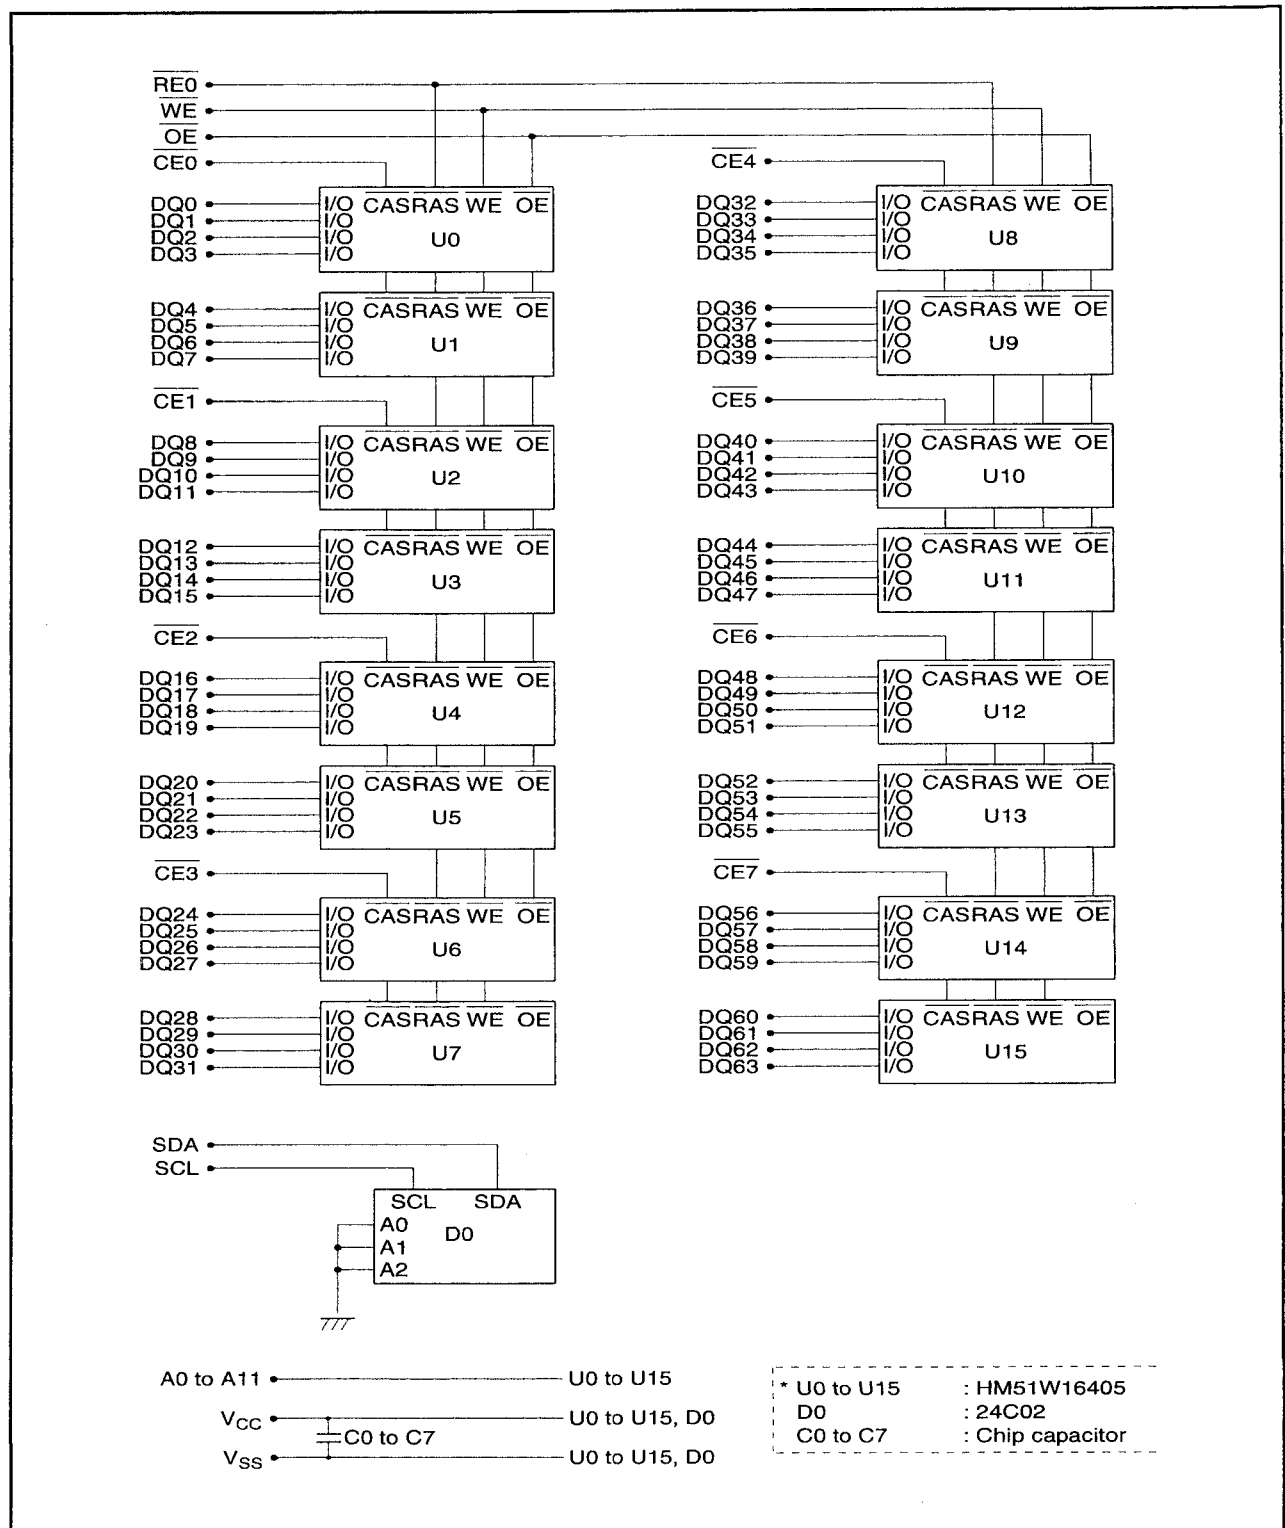 RE0
WE
OE
CE0
DQ0 I/O CAS RAS WE OE
DQ1 I/O
DQ2 I/O U0
DQ3 I/O
DQ4 I/O CAS RAS WE OE
DQ5 I/O
DQ6 I/O U1
DQ7 I/O
CE1
DQ8 I/O CAS RAS WE OE
DQ9 I/O
DQ10 I/O U2
DQ11 I/O
DQ12 I/O CAS RAS WE OE
DQ13 I/O
DQ14 I/O U3
DQ15 I/O
CE2
DQ16 I/O CAS RAS WE OE
DQ17 I/O
DQ18 I/O U4
DQ19 I/O
DQ20 I/O CAS RAS WE OE
DQ21 I/O
DQ22 I/O U5
DQ23 I/O
CE3
DQ24 I/O CAS RAS WE OE
DQ25 I/O
DQ26 I/O U6
DQ27 I/O
DQ28 I/O CAS RAS WE OE
DQ29 I/O
DQ30 I/O U7
DQ31 I/O
CE4
DQ32 I/O CAS RAS WE OE
DQ33 I/O
DQ34 I/O U8
DQ35 I/O
DQ36 I/O CAS RAS WE OE
DQ37 I/O
DQ38 I/O U9
DQ39 I/O
CE5
DQ40 I/O CAS RAS WE OE
DQ41 I/O
DQ42 I/O U10
DQ43 I/O
DQ44 I/O CAS RAS WE OE
DQ45 I/O
DQ46 I/O U11
DQ47 I/O
CE6
DQ48 I/O CAS RAS WE OE
DQ49 I/O
DQ50 I/O U12
DQ51 I/O
DQ52 I/O CAS RAS WE OE
DQ53 I/O
DQ54 I/O U13
DQ55 I/O
CE7
DQ56 I/O CAS RAS WE OE
DQ57 I/O
DQ58 I/O U14
DQ59 I/O
DQ60 I/O CAS RAS WE OE
DQ61 I/O
DQ62 I/O U15
DQ63 I/O
SDA
SCL
SCL SDA
A0 D0
A1
A2
A0 to A11 U0 to U15
VCC U0 to U15, D0
C0 to C7
VSS U0 to U15, D0
* U0 to U15 : HM51W16405
D0 : 24C02
C0 to C7 : Chip capacitor